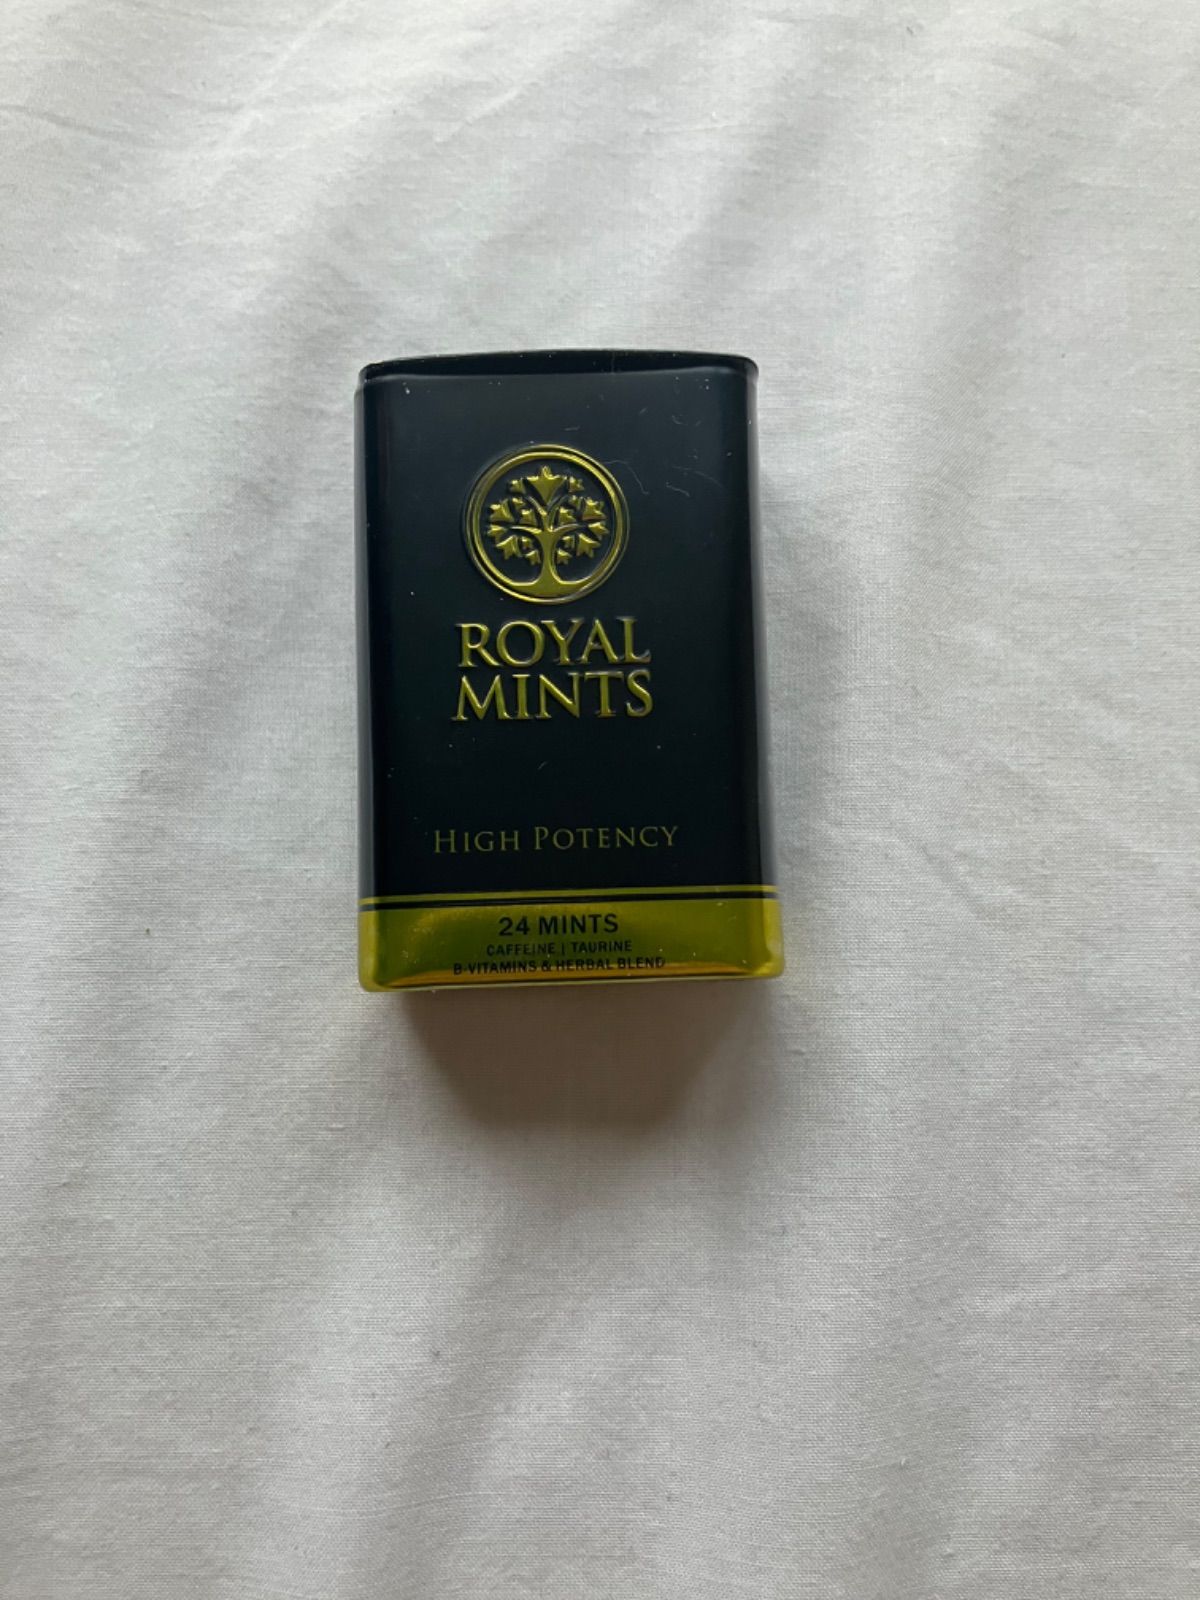 ROYAL
MINTS
HIGH POTENCY
24 MINTS
CAFFEINE | TAURINE
B-VITAMINS & HERBAL BLEND